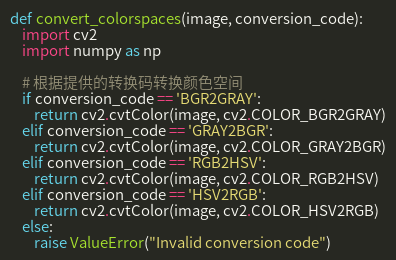 def convert_colorspaces(image, conversion_code):
    import cv2
    import numpy as np

    # 根据提供的转换码转换颜色空间
    if conversion_code == 'BGR2GRAY':
        return cv2.cvtColor(image, cv2.COLOR_BGR2GRAY)
    elif conversion_code == 'GRAY2BGR':
        return cv2.cvtColor(image, cv2.COLOR_GRAY2BGR)
    elif conversion_code == 'RGB2HSV':
        return cv2.cvtColor(image, cv2.COLOR_RGB2HSV)
    elif conversion_code == 'HSV2RGB':
        return cv2.cvtColor(image, cv2.COLOR_HSV2RGB)
    else:
        raise ValueError("Invalid conversion code")